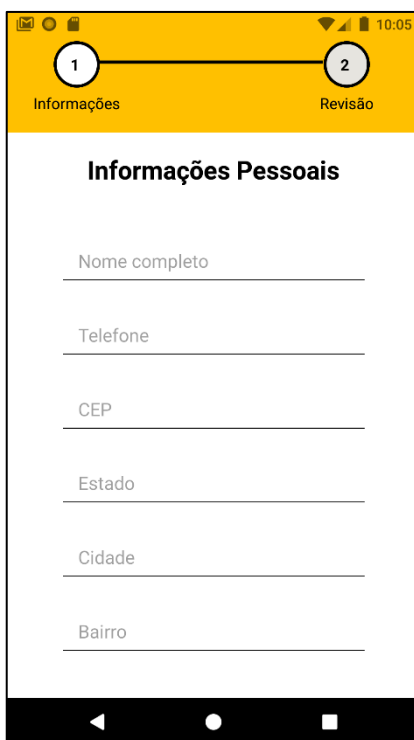 10:05
1
2
Informações
Revisão
Informações Pessoais
Nome completo
Telefone
CEP
Estado
Cidade
Bairro